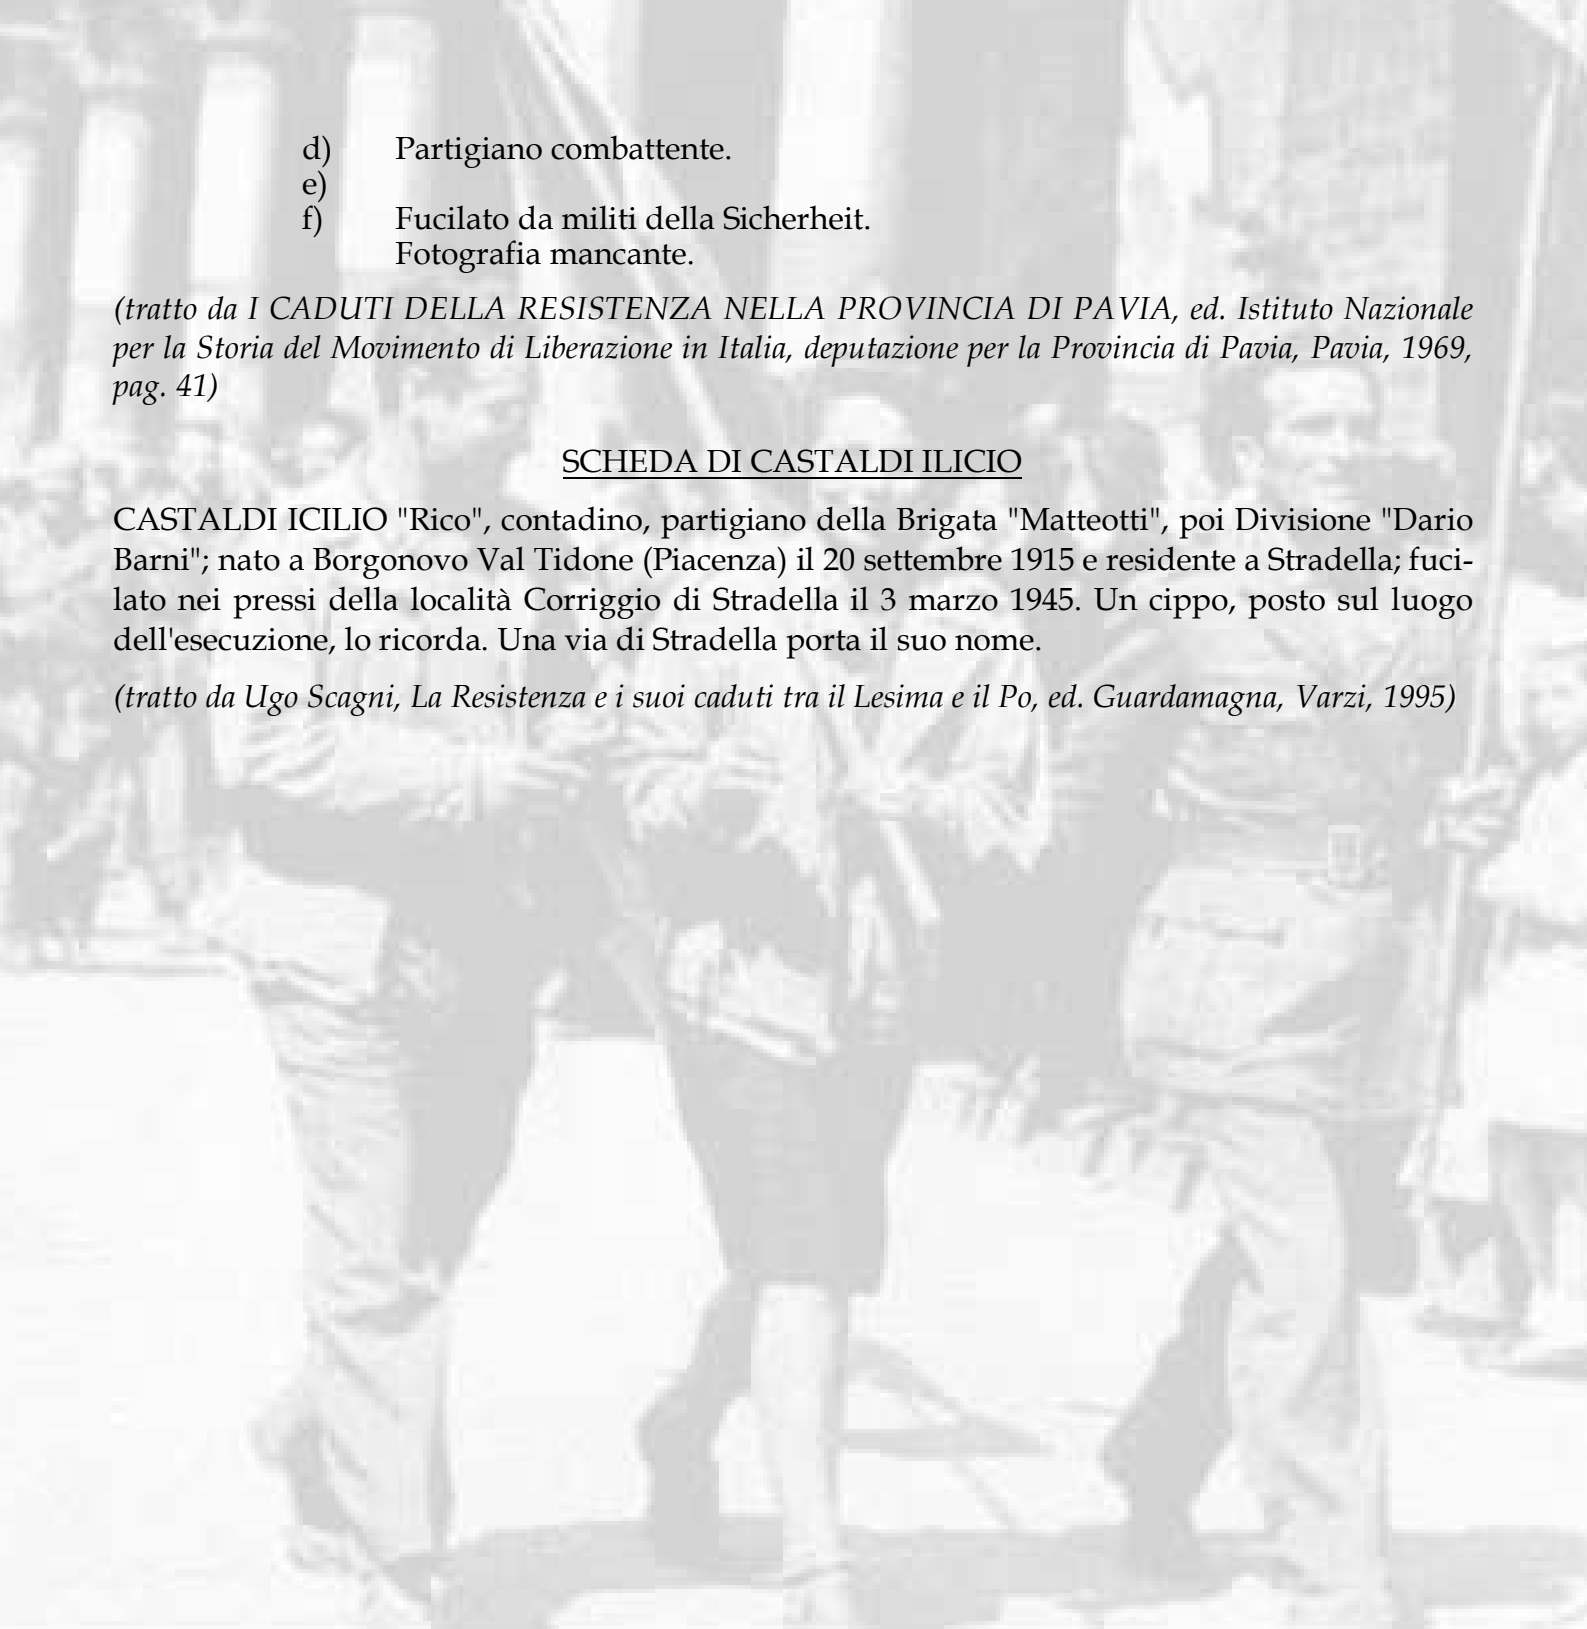 d) Partigiano combattente.
e)
f) Fucilato da militi della Sicherheit.
Fotografia mancante.
(tratto da I CADUTI DELLA RESISTENZA NELLA PROVINCIA DI PAVIA, ed. Istituto Nazionale
per la Storia del Movimento di Liberazione in Italia, deputazione per la Provincia di Pavia, Pavia, 1969,
pag. 41)
SCHEDA DI CASTALDI ILICIO
CASTALDI ICILIO "Rico", contadino, partigiano della Brigata "Matteotti", poi Divisione "Dario
Barni"; nato a Borgonovo Val Tidone (Piacenza) il 20 settembre 1915 e residente a Stradella; fuci-
lato nei pressi della località Corriggio di Stradella il 3 marzo 1945. Un cippo, posto sul luogo
dell'esecuzione, lo ricorda. Una via di Stradella porta il suo nome.
(tratto da Ugo Scagni, La Resistenza e i suoi caduti tra il Lesima e il Po, ed. Guardamagna, Varzi, 1995)